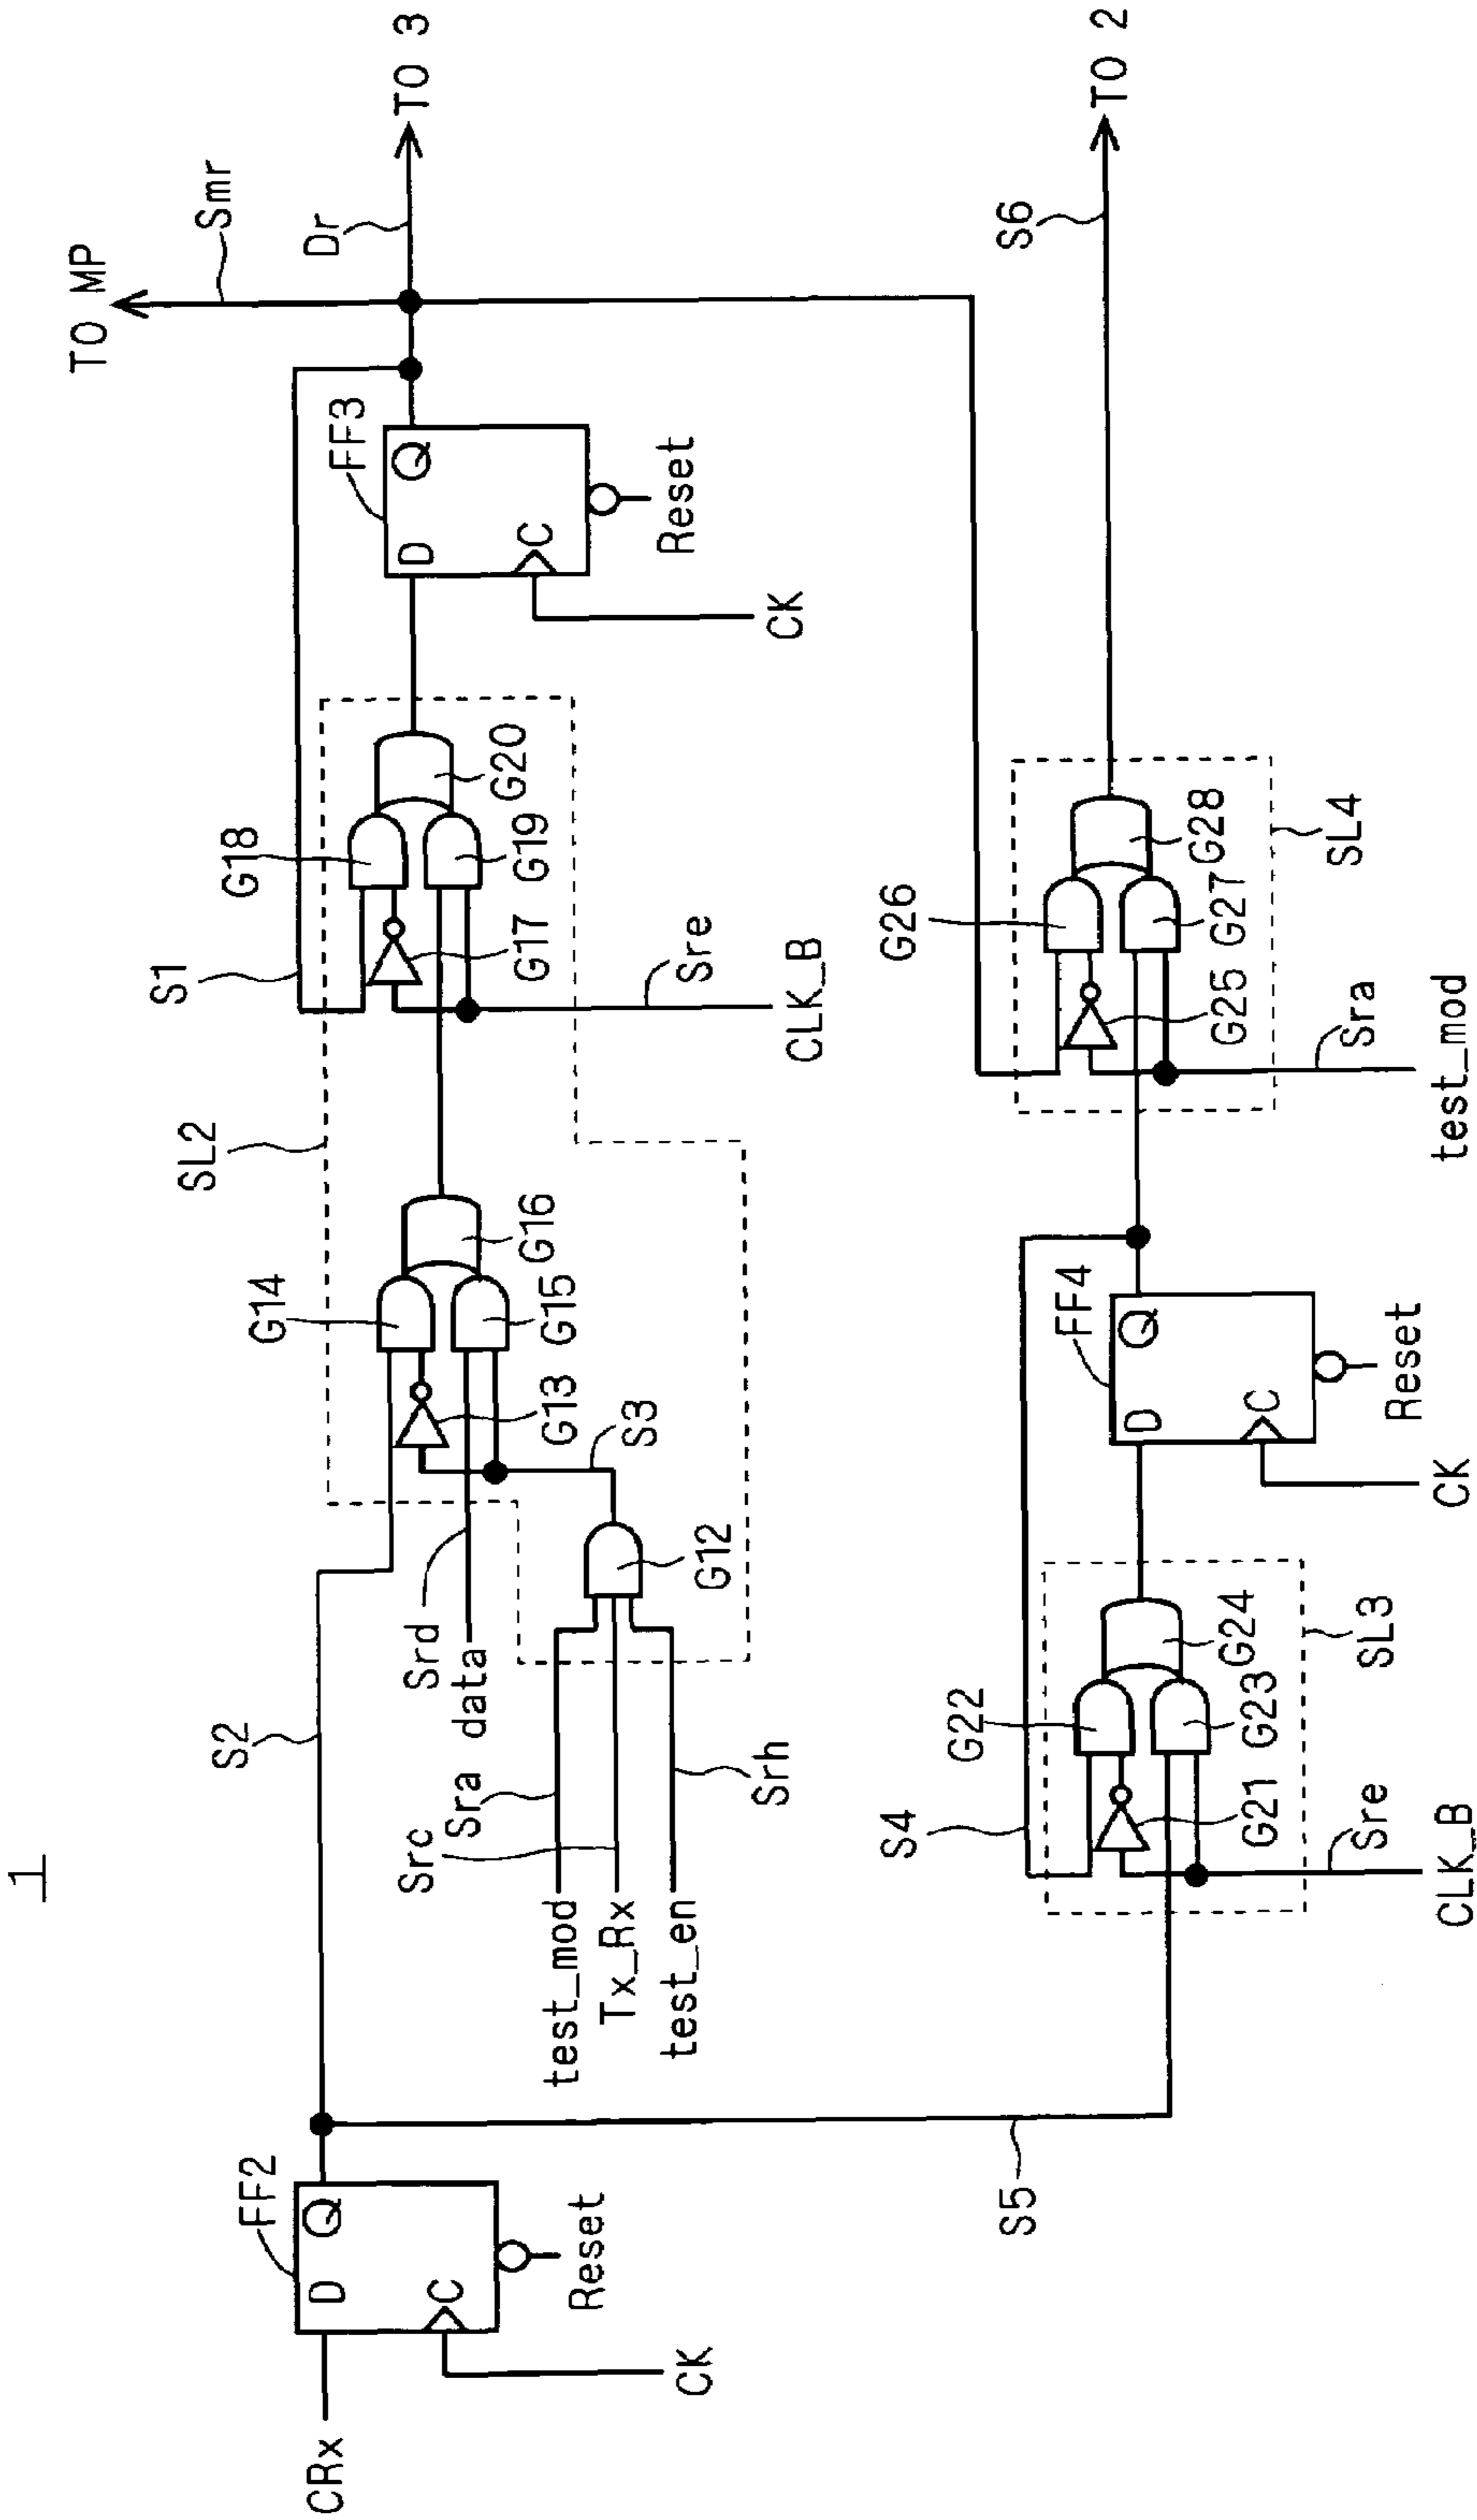 1
TO MP
Smr
Dr
TO 3
S1
SL2
S2
FF2
D
Q
C
Reset
CK
CRx
Srd
data
Src
Sra
test_mod
Tx_Rx
test_en
Srh
G12
S3
G13
G14
G15
G16
G17
G18
G19
G20
Sre
CLK_B
FF3
D
Q
C
Reset
CK
S5
S4
G22
G21
G23
G24
SL3
Sre
CLK_B
FF4
D
Q
C
Reset
CK
G26
G25
G27
G28
SL4
Sra
test_mod
S6
TO 2